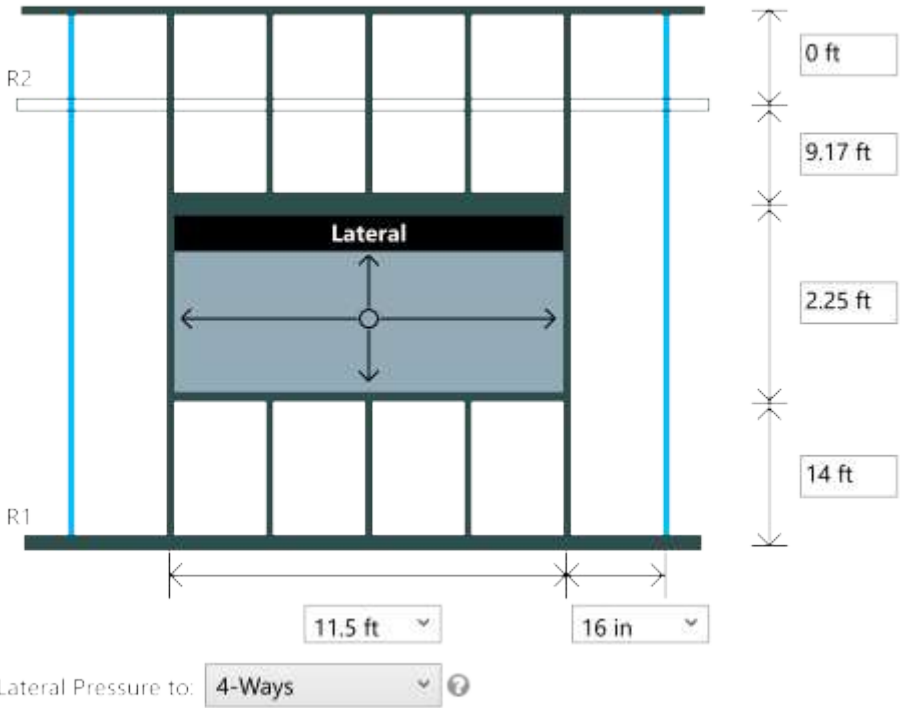 0 ft
R2
9.17 ft
Lateral
2.25 ft
14 ft
R1
11.5 ft
16 in
Lateral Pressure to: 4-Ways ?